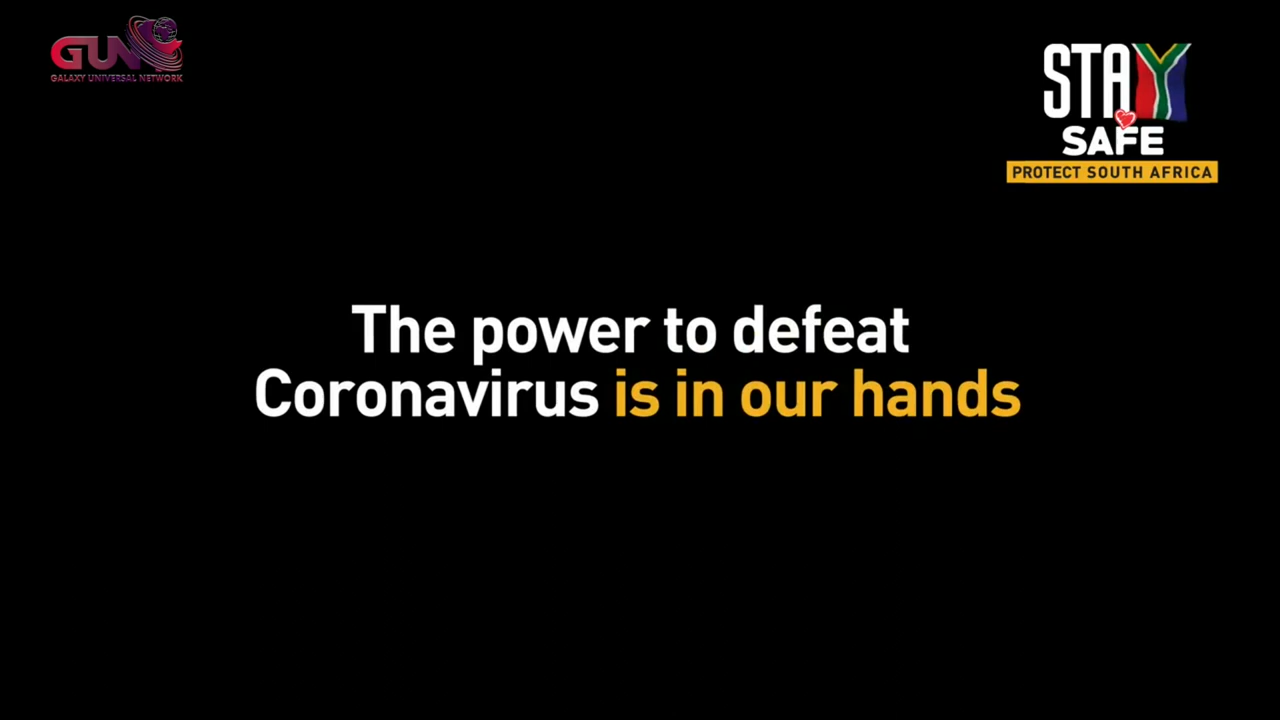 GUN
GALAXY UNIVERSAL NETWORK
STAY
SAFE
PROTECT SOUTH AFRICA
The power to defeat
Coronavirus is in our hands